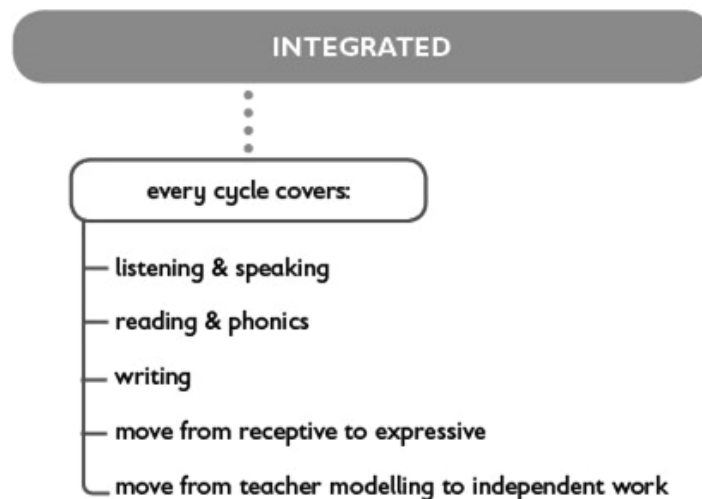 INTEGRATED
every cycle covers:
listening & speaking
reading & phonics
writing
move from receptive to expressive
move from teacher modelling to independent work